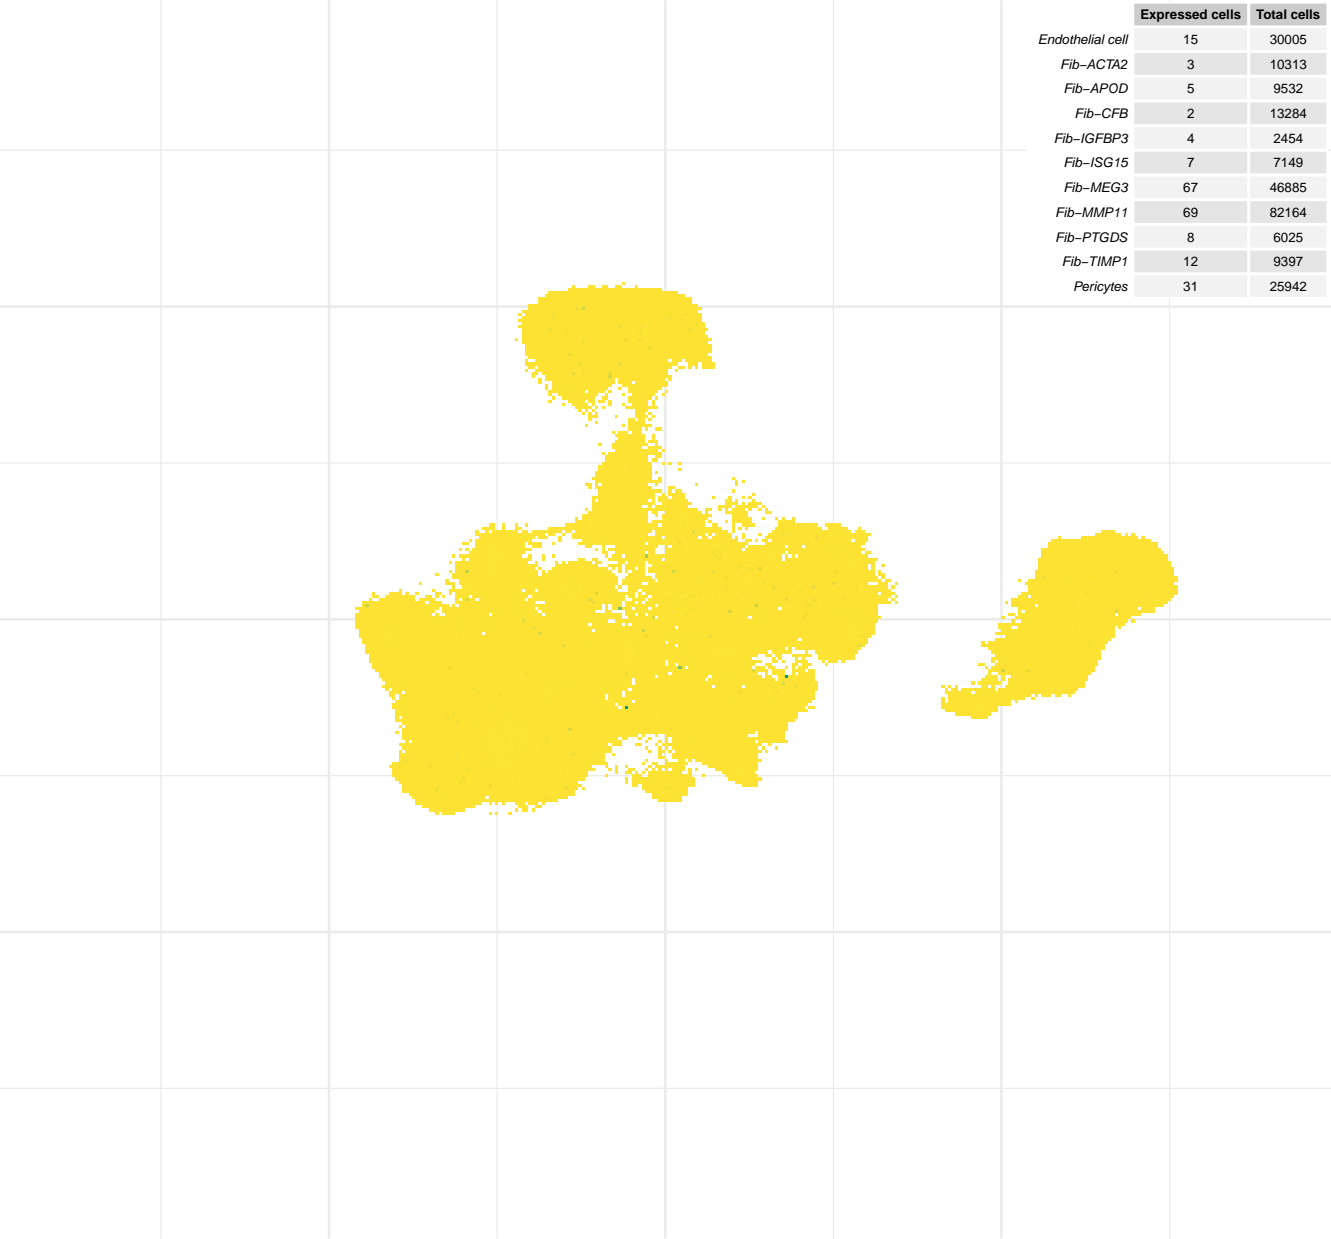 Expressed cells Total cells
Endothelial cell 15 30005
Fib−ACTA2 3 10313
Fib−APOD 5 9532
Fib−CFB 2 13284
Fib−IGFBP3 4 2454
Fib−ISG15 7 7149
Fib−MEG3 67 46885
Fib−MMP11 69 82164
Fib−PTGDS 8 6025
Fib−TIMP1 12 9397
Pericytes 31 25942